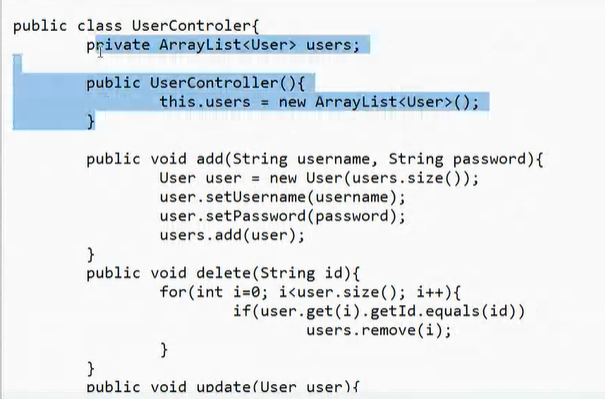 public class UserControler{
private ArrayList<User> users;
public UserController(){
this.users = new ArrayList<User>();
}
public void add(String username, String password){
User user = new User(users.size());
user.setUsername(username);
user.setPassword(password);
users.add(user);
}
public void delete(String id){
for(int i=0; i<user.size(); i++){
if(user.get(i).getId.equals(id))
users.remove(i);
}
}
public void update(User user){